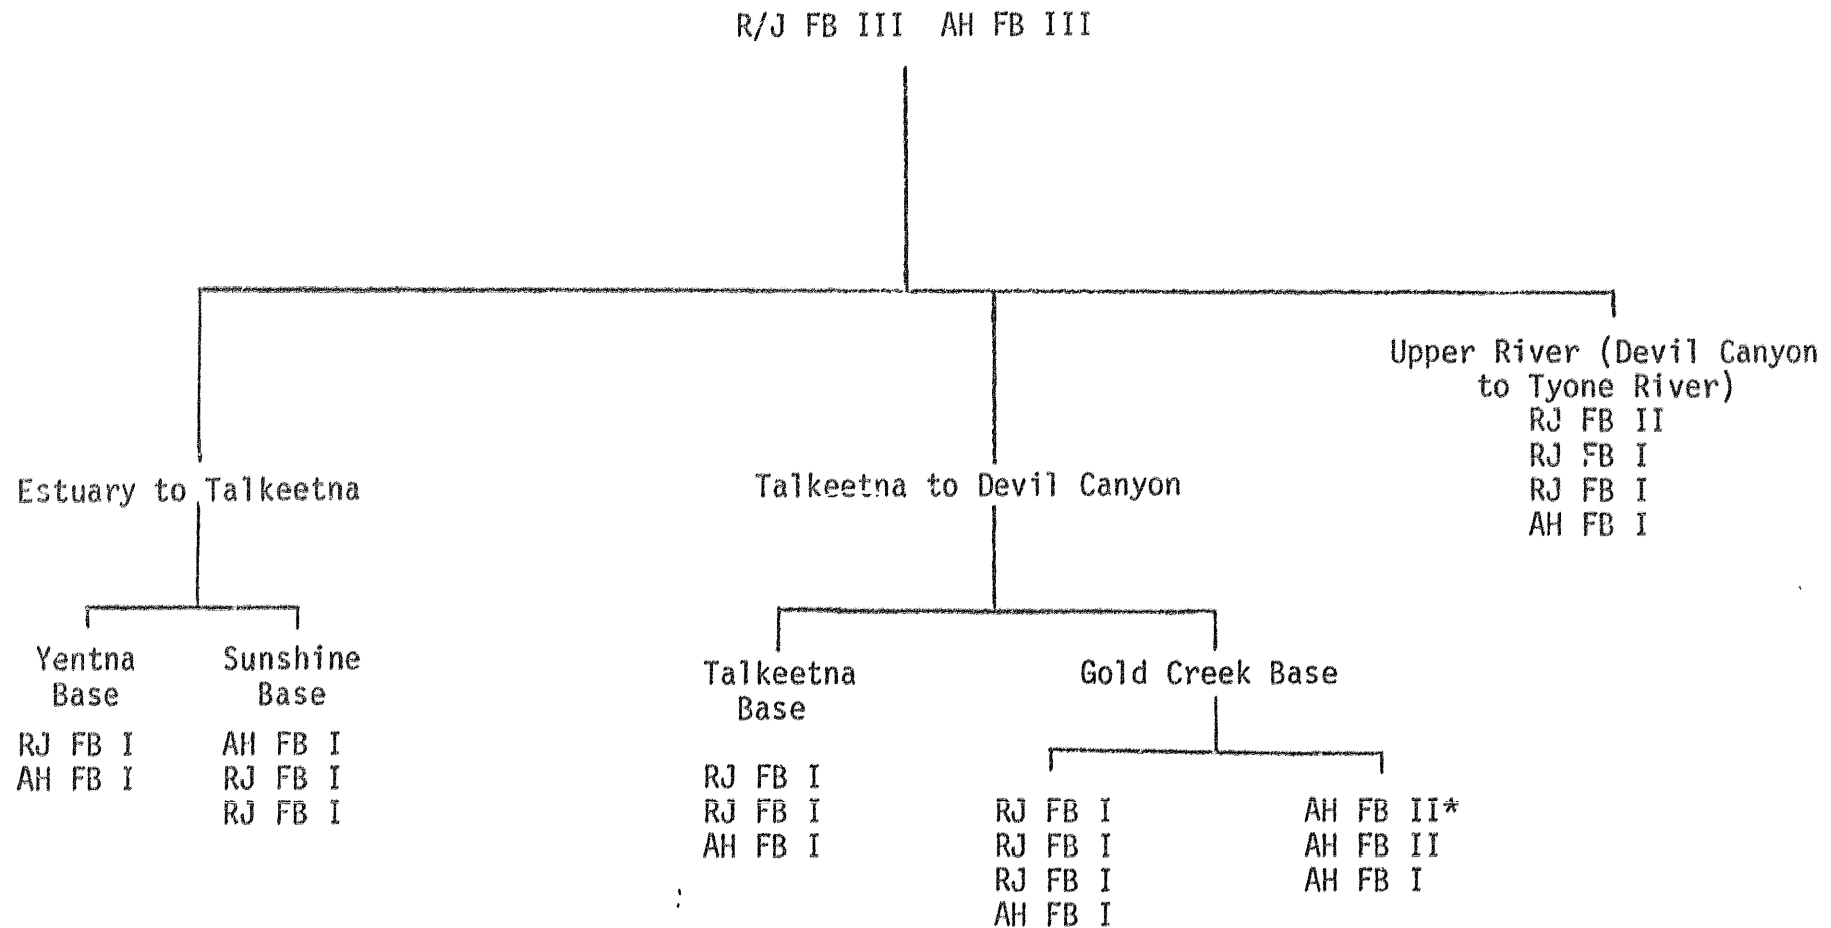 R/J FB III AH FB III
Upper River (Devil Canyon
to Tyone River)
RJ FB II
RJ FB I
RJ FB I
AH FB I
Estuary to Talkeetna
Talkeetna to Devil Canyon
Yentna
Base
RJ FB I
AH FB I
Sunshine
Base
AH FB I
RJ FB I
RJ FB I
Talkeetna
Base
RJ FB I
RJ FB I
AH FB I
Gold Creek Base
RJ FB I
RJ FB I
RJ FB I
AH FB I
AH FB II*
AH FB II
AH FB I